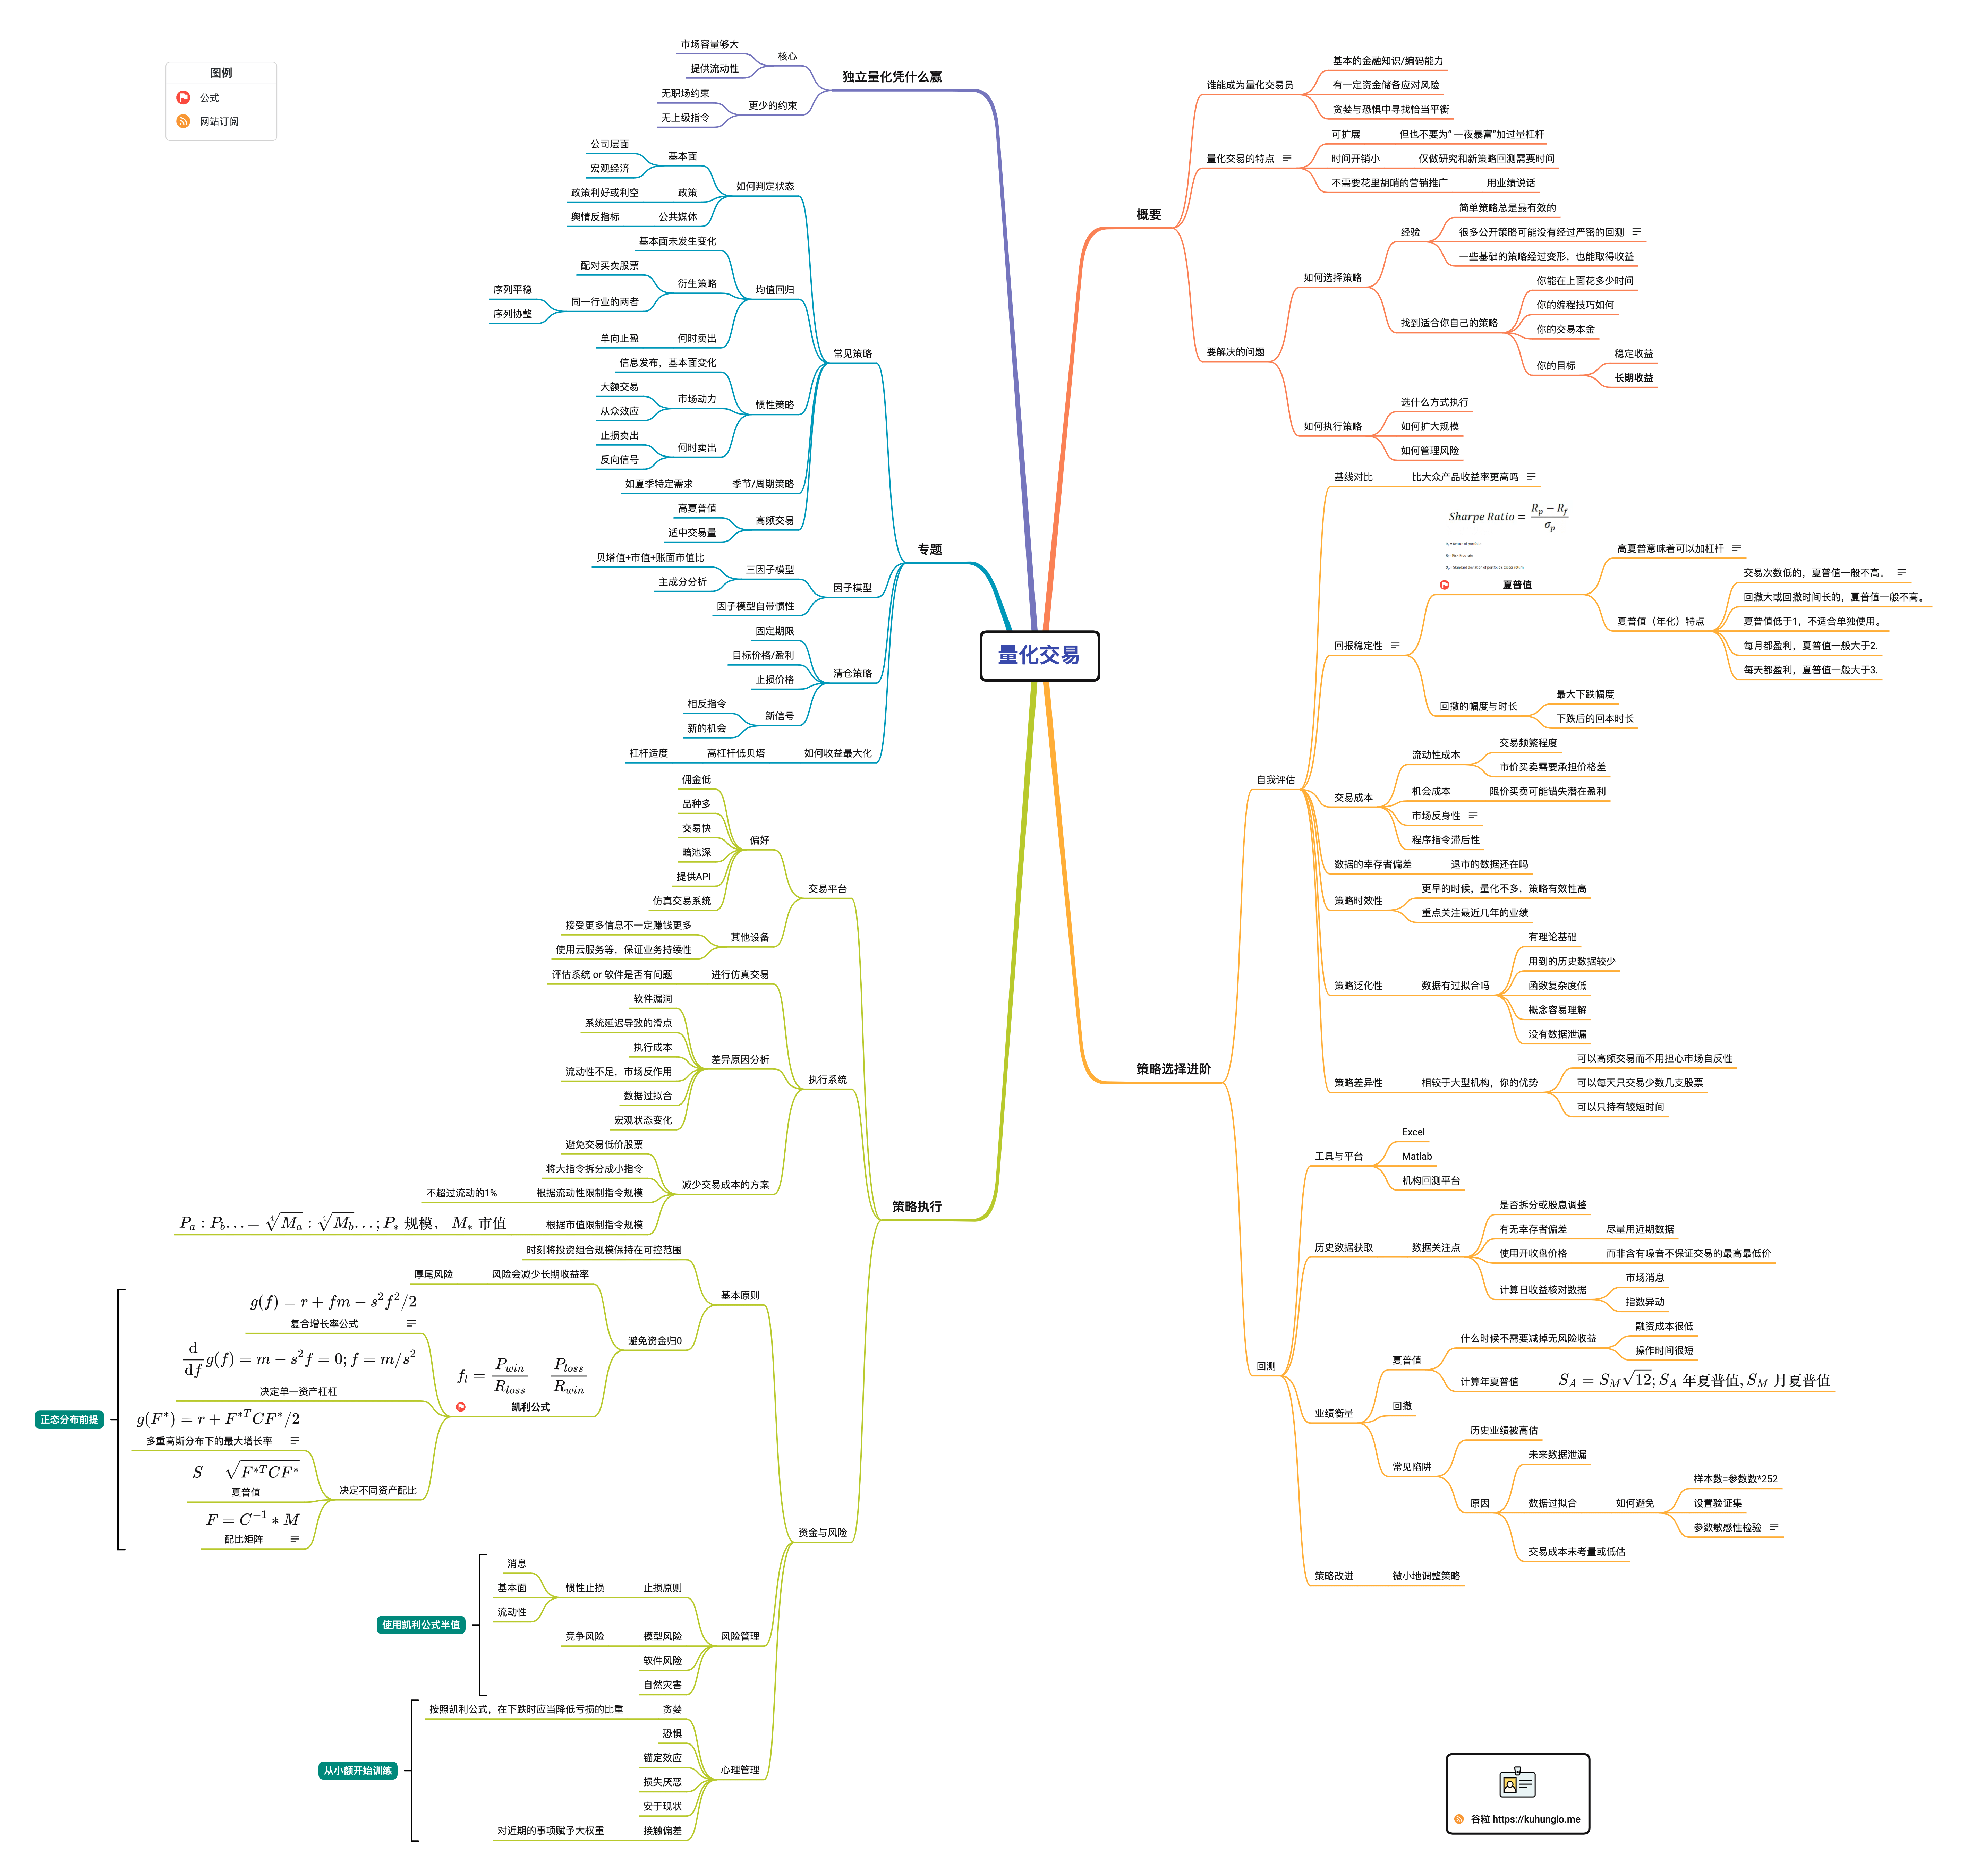 图例
公式
网站订阅
量化交易
概要
谁能成为量化交易员
基本的金融知识/编码能力
有一定资金储备应对风险
贪婪与恐惧中寻找恰当平衡
量化交易的特点
可扩展
但也不要为“ 一夜暴富”加过量杠杆
时间开销小
仅做研究和新策略回测需要时间
不需要花里胡哨的营销推广
用业绩说话
要解决的问题
如何选择策略
经验
简单策略总是最有效的
很多公开策略可能没有经过严密的回测
一些基础的策略经过变形，也能取得收益
找到适合你自己的策略
你能在上面花多少时间
你的编程技巧如何
你的交易本金
你的目标
稳定收益
长期收益
如何执行策略
选什么方式执行
如何扩大规模
如何管理风险
策略选择进阶
自我评估
基线对比
比大众产品收益率更高吗
回报稳定性
Sharpe Ratio = (R_p − R_f) / σ_p
R_p = Return of portfolio
R_f = Risk-free rate
σ_p = Standard deviation of portfolio's excess return
夏普值
高夏普意味着可以加杠杆
夏普值（年化）特点
交易次数低的，夏普值一般不高。
回撤大或回撤时间长的，夏普值一般不高。
夏普值低于1，不适合单独使用。
每月都盈利，夏普值一般大于2.
每天都盈利，夏普值一般大于3.
回撤的幅度与时长
最大下跌幅度
下跌后的回本时长
交易成本
流动性成本
交易频繁程度
市价买卖需要承担价格差
机会成本
限价买卖可能错失潜在盈利
市场反身性
程序指令滞后性
数据的幸存者偏差
退市的数据还在吗
策略时效性
更早的时候，量化不多，策略有效性高
重点关注最近几年的业绩
策略泛化性
数据有过拟合吗
有理论基础
用到的历史数据较少
函数复杂度低
概念容易理解
没有数据泄漏
策略差异性
相较于大型机构，你的优势
可以高频交易而不用担心市场自反性
可以每天只交易少数几支股票
可以只持有较短时间
回测
工具与平台
Excel
Matlab
机构回测平台
历史数据获取
数据关注点
是否拆分或股息调整
有无幸存者偏差
尽量用近期数据
使用开收盘价格
而非含有噪音不保证交易的最高最低价
计算日收益核对数据
市场消息
指数异动
业绩衡量
夏普值
什么时候不需要减掉无风险收益
融资成本很低
操作时间很短
计算年夏普值
S_A = S_M√12; S_A 年夏普值, S_M 月夏普值
回撤
常见陷阱
历史业绩被高估
原因
未来数据泄漏
数据过拟合
如何避免
样本数=参数数*252
设置验证集
参数敏感性检验
交易成本未考量或低估
策略改进
微小地调整策略
独立量化凭什么赢
核心
市场容量够大
提供流动性
更少的约束
无职场约束
无上级指令
专题
常见策略
如何判定状态
基本面
公司层面
宏观经济
政策
政策利好或利空
公共媒体
舆情反指标
均值回归
基本面未发生变化
衍生策略
配对买卖股票
同一行业的两者
序列平稳
序列协整
何时卖出
单向止盈
惯性策略
信息发布，基本面变化
市场动力
大额交易
从众效应
何时卖出
止损卖出
反向信号
季节/周期策略
如夏季特定需求
高频交易
高夏普值
适中交易量
因子模型
三因子模型
贝塔值+市值+账面市值比
主成分分析
因子模型自带惯性
清仓策略
固定期限
目标价格/盈利
止损价格
新信号
相反指令
新的机会
如何收益最大化
高杠杆低贝塔
杠杆适度
策略执行
交易平台
偏好
佣金低
品种多
交易快
暗池深
提供API
仿真交易系统
其他设备
接受更多信息不一定赚钱更多
使用云服务等，保证业务持续性
执行系统
进行仿真交易
评估系统 or 软件是否有问题
差异原因分析
软件漏洞
系统延迟导致的滑点
执行成本
流动性不足，市场反作用
数据过拟合
宏观状态变化
减少交易成本的方案
避免交易低价股票
将大指令拆分成小指令
根据流动性限制指令规模
不超过流动的1%
根据市值限制指令规模
P_a : P_b... = ∜M_a : ∜M_b...; P_* 规模， M_* 市值
资金与风险
基本原则
时刻将投资组合规模保持在可控范围
避免资金归0
风险会减少长期收益率
厚尾风险
f_l = P_win/R_loss − P_loss/R_win
凯利公式
正态分布前提
g(f) = r + fm − s²f²/2
复合增长率公式
d/df g(f) = m − s²f = 0; f = m/s²
决定单一资产杠杠
决定不同资产配比
g(F*) = r + F*ᵀCF*/2
多重高斯分布下的最大增长率
S = √(F*ᵀCF*)
夏普值
F = C⁻¹ * M
配比矩阵
风险管理
使用凯利公式半值
止损原则
惯性止损
消息
基本面
流动性
模型风险
竞争风险
软件风险
自然灾害
心理管理
从小额开始训练
贪婪
按照凯利公式，在下跌时应当降低亏损的比重
恐惧
锚定效应
损失厌恶
安于现状
接触偏差
对近期的事项赋予大权重
谷粒 https://kuhungio.me